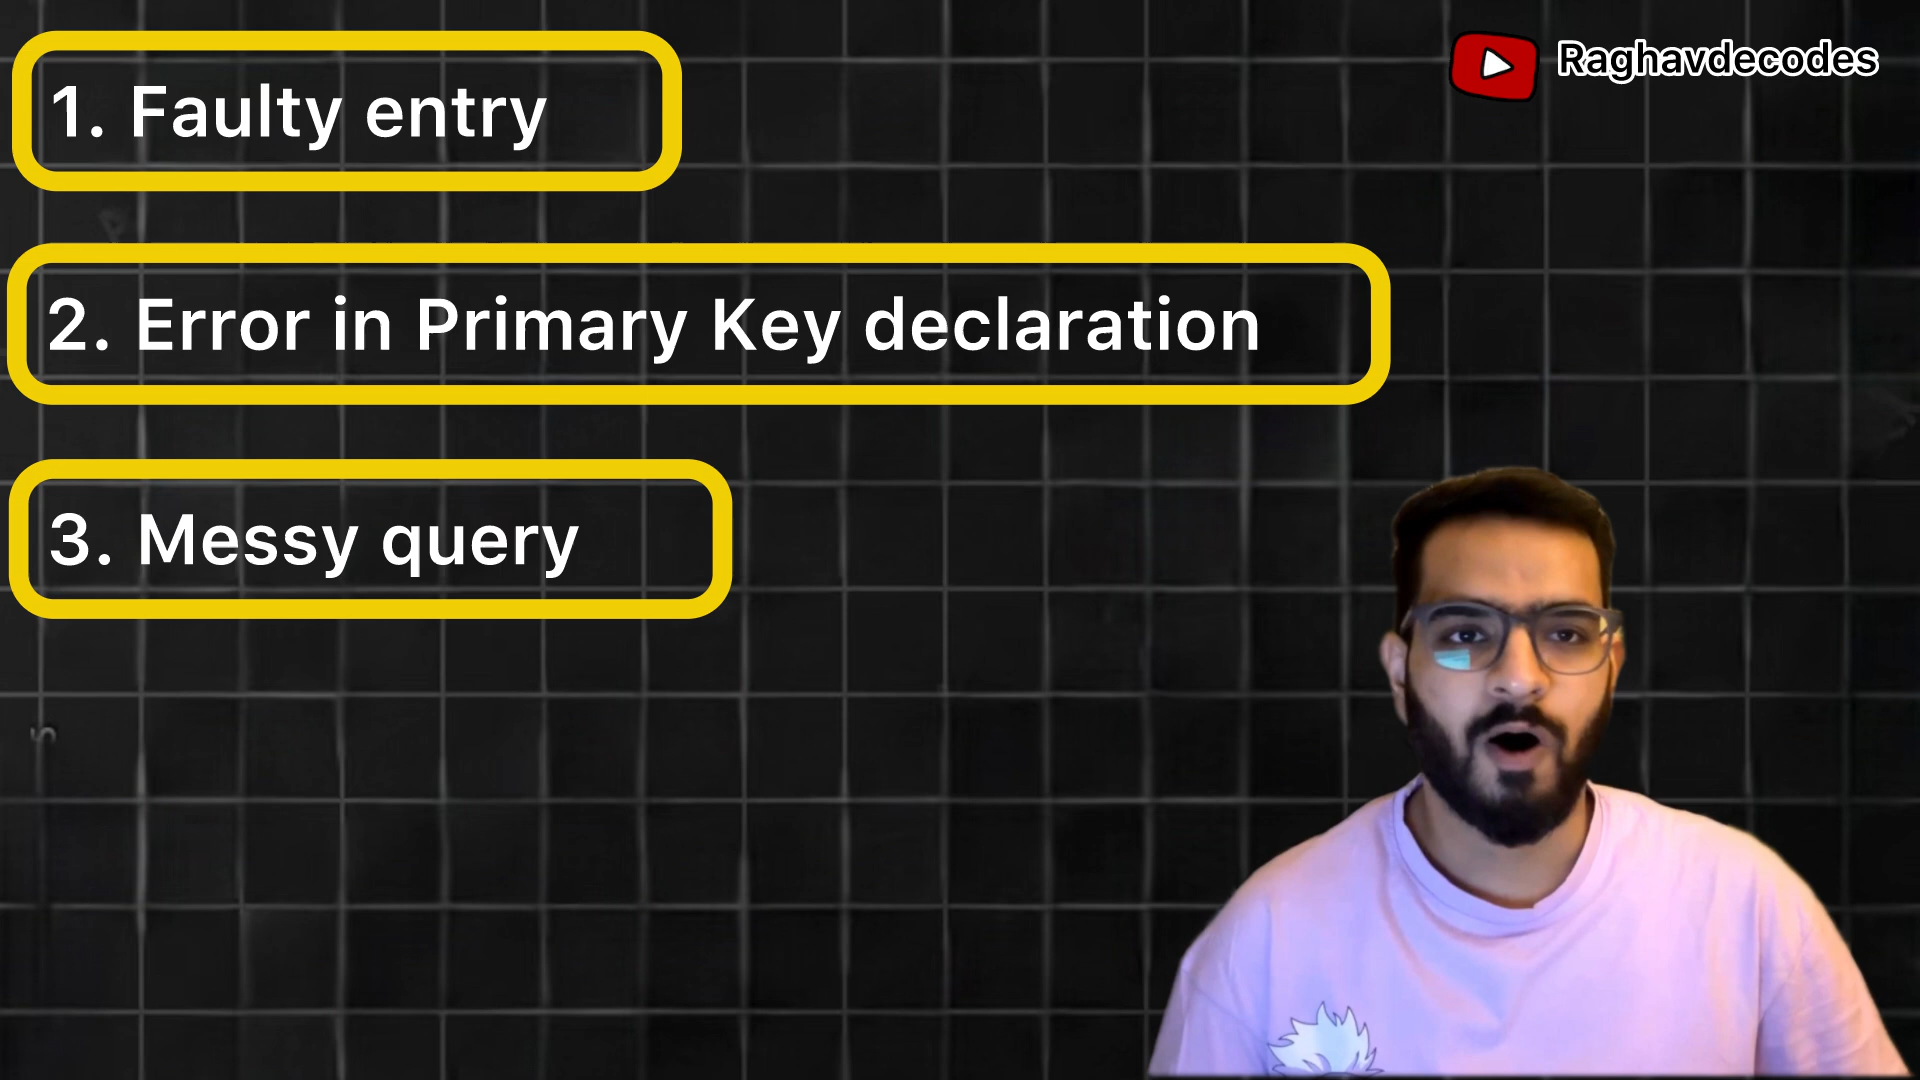 1. Faulty entry
Raghavdecodes
2. Error in Primary Key declaration
3. Messy query